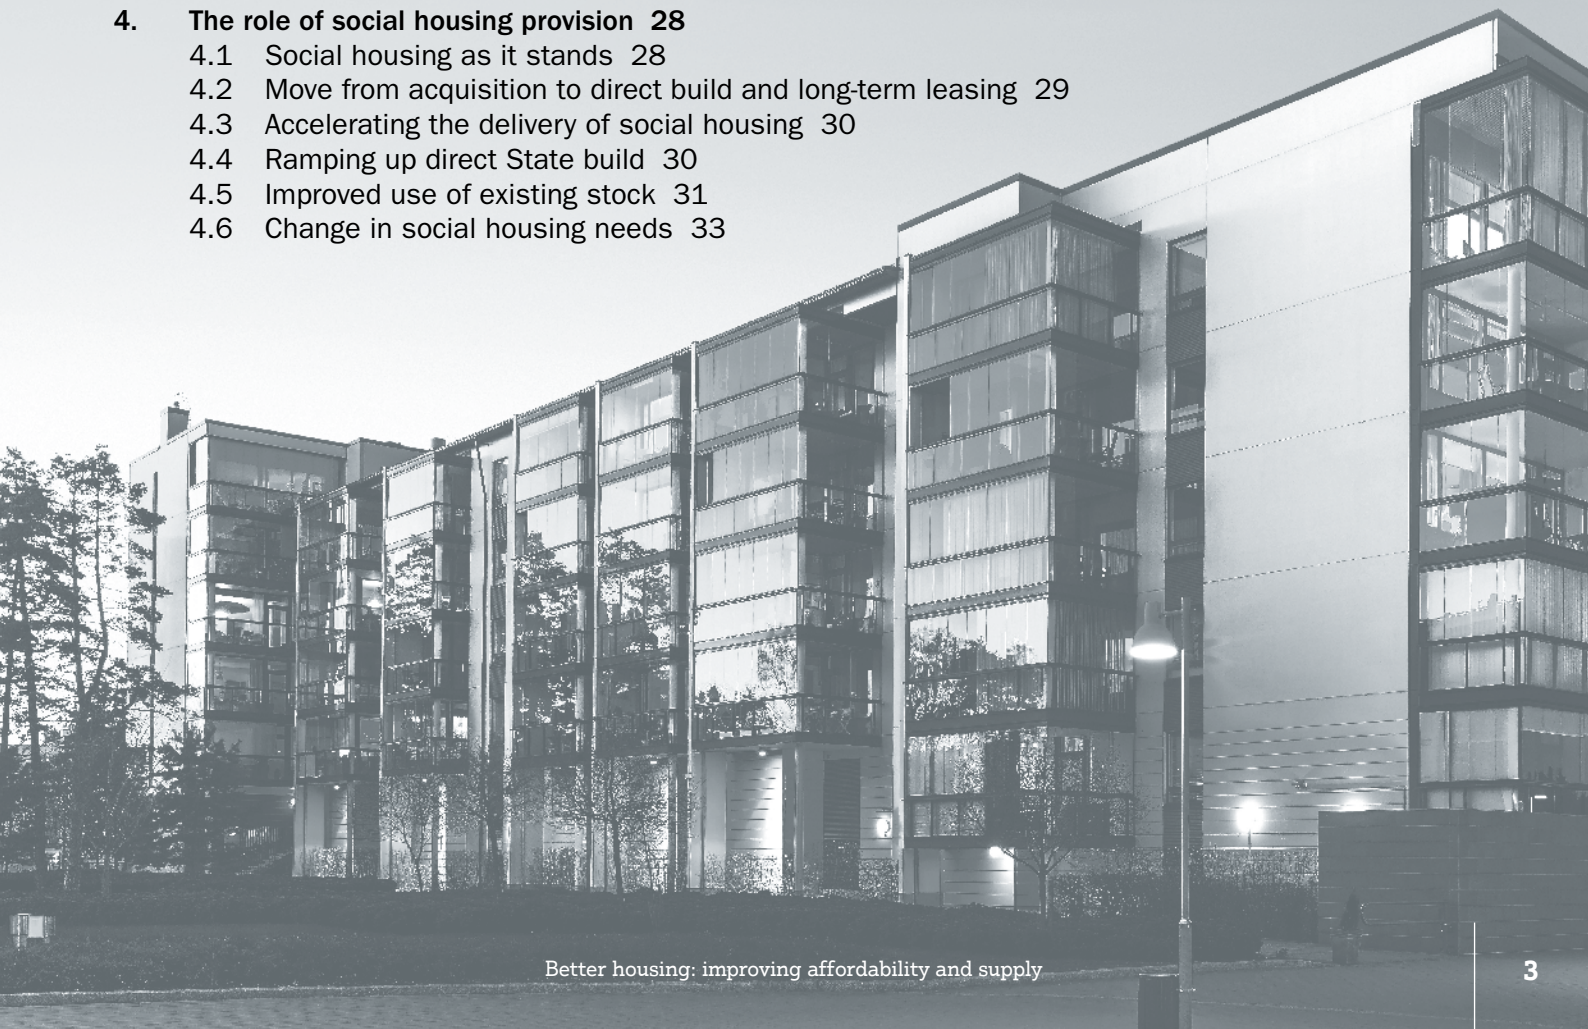 4. The role of social housing provision 28
4.1 Social housing as it stands 28
4.2 Move from acquisition to direct build and long-term leasing 29
4.3 Accelerating the delivery of social housing 30
4.4 Ramping up direct State build 30
4.5 Improved use of existing stock 31
4.6 Change in social housing needs 33
Better housing: improving affordability and supply 3